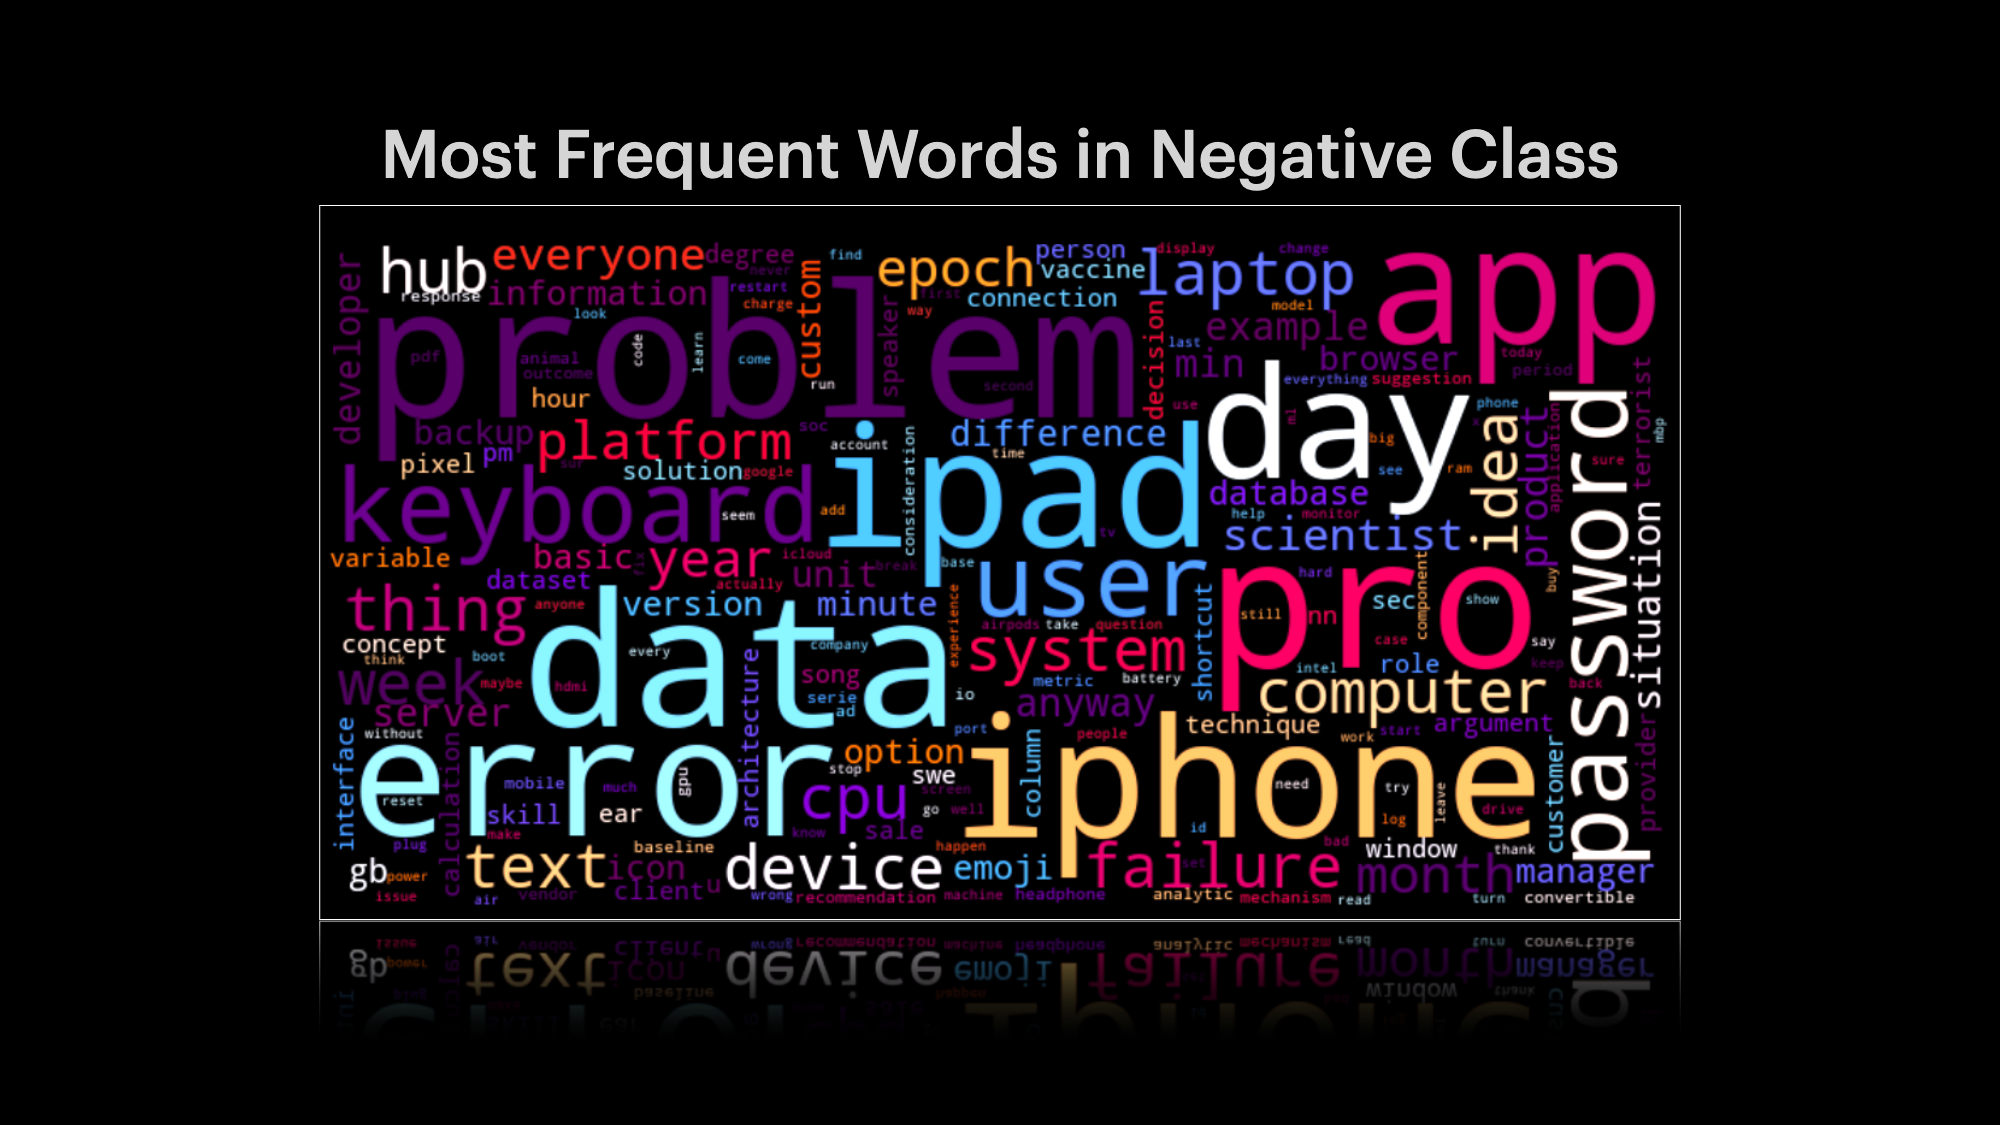 Most Frequent Words in Negative Class
hub
everyone
degree
never
custom
find
epoch
person
vaccine
display
change
laptop
app
developer
response
information
restart
charge
look
problem
speaker
first
way
connection
decision
model
example
last
min
browser
today
period
everything
suggestion
pdf
animal
outcome
code
learn
come
run
second
hour
use
day
ml
phone
big
see
ram
x
idea
product
application
terrorist
mbp
sure
password
backup
pm
platform
soc
account
difference
time
pixel
sur
solution
google
consideration
ipad
keyboard
seem
add
tv
database
help
monitor
scientist
situation
variable
basic
fix
year
icloud
unit
break
base
user
dataset
actually
hard
component
buy
thing
anyone
version
minute
experience
airpods
take
question
shortcut
pro
still
nn
sec
show
concept
think
boot
every
data
company
system
case
say
week
maybe
hdmi
architecture
song
serie
ad
io
metric
battery
anyway
intel
role
keep
computer
back
server
without
port
people
technique
work
start
argument
interface
error
calculation
option
stop
swe
column
iphone
customer
provider
reset
mobile
much
gpu
cpu
screen
go
well
need
try
leave
drive
skill
make
ear
know
sale
id
log
plug
baseline
happen
bad
window
thank
gb
power
text
icon
device
emoji
failure
set
month
manager
issue
air
vendor
client
u
wrong
recommendation
machine
headphone
analytic
mechanism
read
turn
convertible